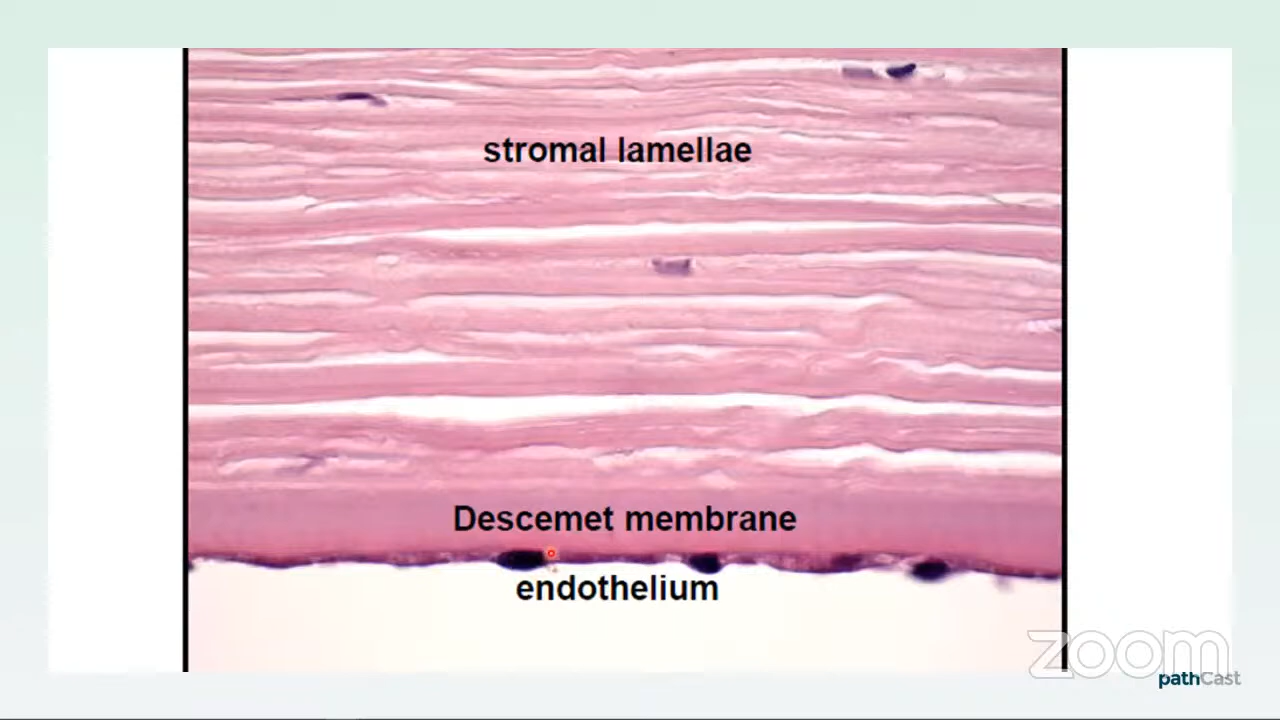 stromal lamellae
Descemet membrane
endothelium
zoom
pathCast